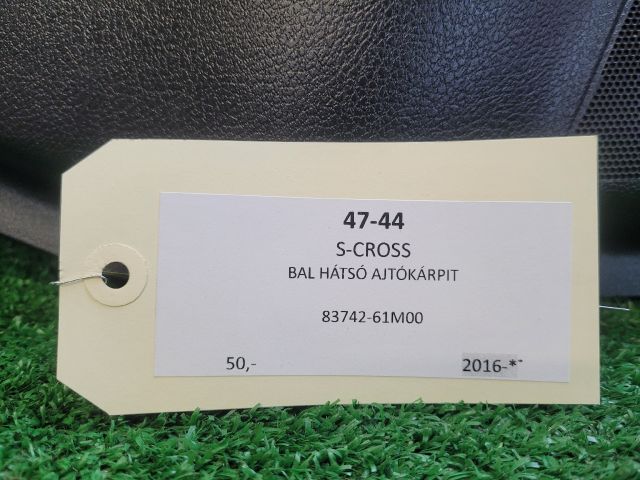 47-44
S-CROSS
BAL HÁTSÓ AJTÓKÁRPIT
83742-61M00
50,- 2016-**